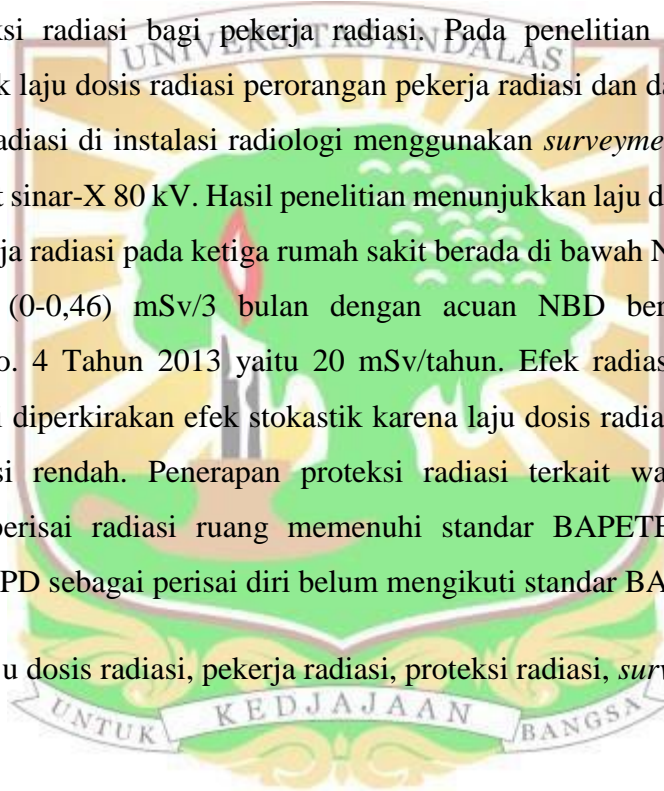 ksi radiasi bagi pekerja radiasi. Pada penelitian
UNIVERSITAS ANDALAS
k laju dosis radiasi perorangan pekerja radiasi dan da
adiasi di instalasi radiologi menggunakan surveyme
t sinar-X 80 kV. Hasil penelitian menunjukkan laju d
ja radiasi pada ketiga rumah sakit berada di bawah N
(0-0,46) mSv/3 bulan dengan acuan NBD ber
o. 4 Tahun 2013 yaitu 20 mSv/tahun. Efek radias
i diperkirakan efek stokastik karena laju dosis radia
si rendah. Penerapan proteksi radiasi terkait wa
perisai radiasi ruang memenuhi standar BAPETE
PD sebagai perisai diri belum mengikuti standar BA
u dosis radiasi, pekerja radiasi, proteksi radiasi, surv
UNTUK KEDJAJAAN BANGSA